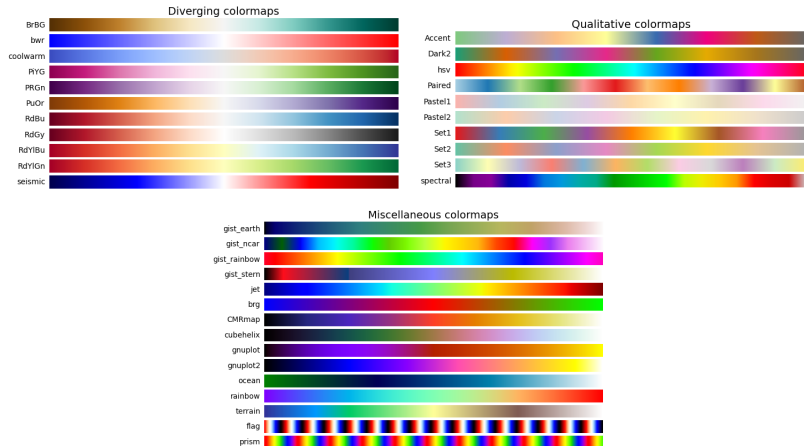 Diverging colormaps
BrBG
bwr
coolwarm
PiYG
PRGn
PuOr
RdBu
RdGy
RdYlBu
RdYlGn
seismic
Qualitative colormaps
Accent
Dark2
hsv
Paired
Pastel1
Pastel2
Set1
Set2
Set3
spectral
Miscellaneous colormaps
gist_earth
gist_ncar
gist_rainbow
gist_stern
jet
brg
CMRmap
cubehelix
gnuplot
gnuplot2
ocean
rainbow
terrain
flag
prism